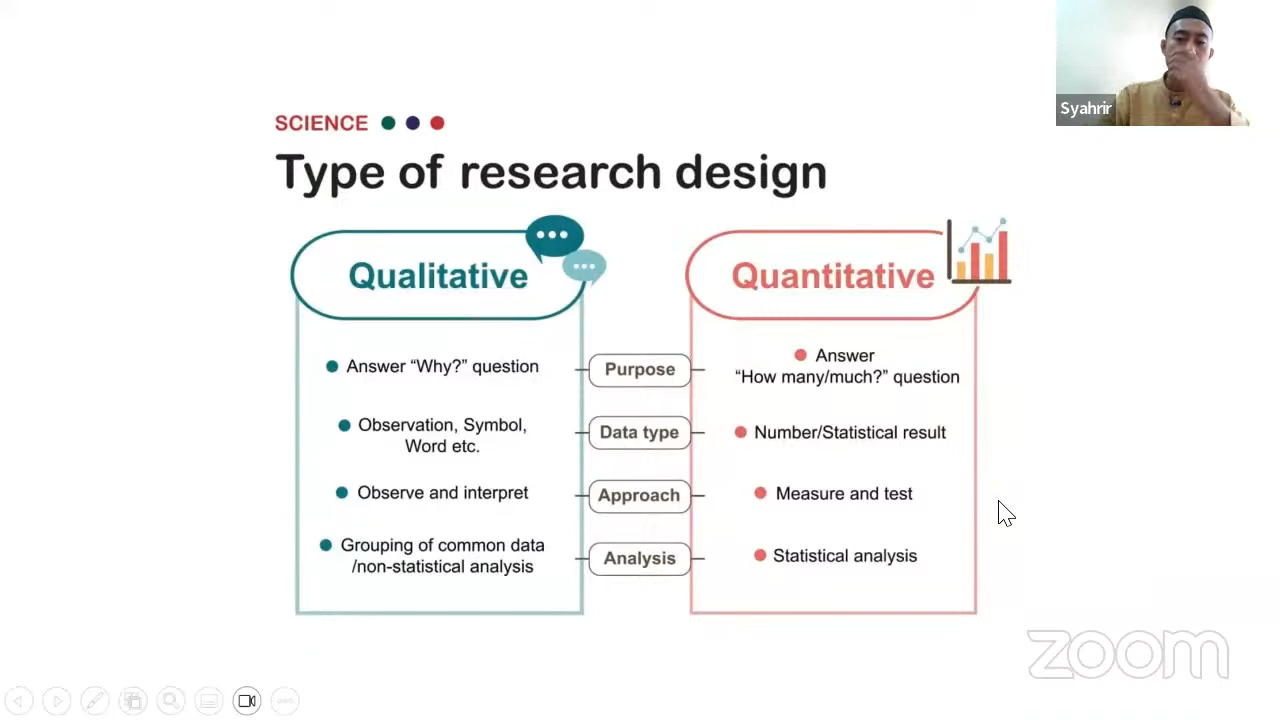 Syahrir
SCIENCE
Type of research design
Qualitative
Quantitative
Answer “Why?” question
Purpose
Answer
“How many/much?” question
Observation, Symbol,
Word etc.
Data type
Number/Statistical result
Observe and interpret
Approach
Measure and test
Grouping of common data
/non-statistical analysis
Analysis
Statistical analysis
zoom